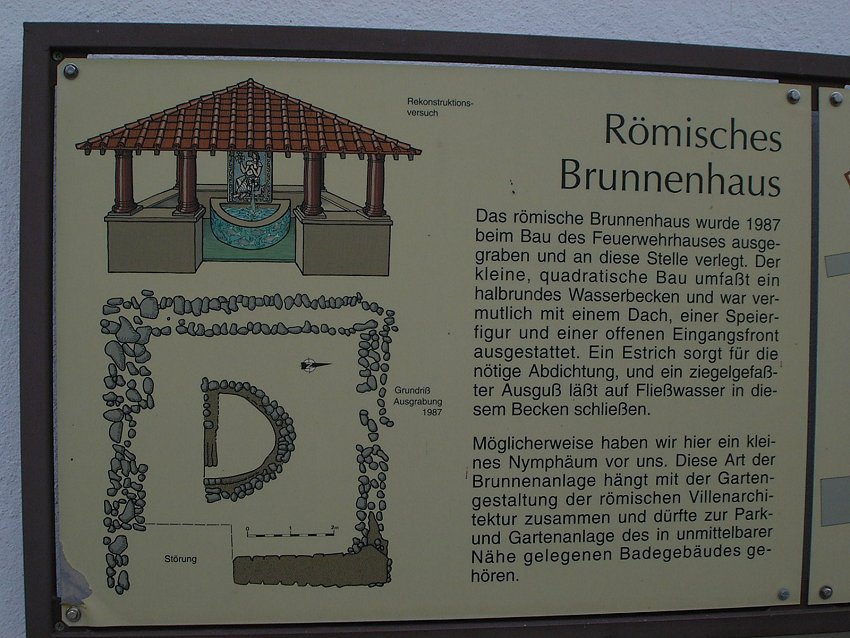 Rekonstruktions-
versuch
Römisches
Brunnenhaus
Das römische Brunnenhaus wurde 1987
beim Bau des Feuerwehrhauses ausge-
graben und an diese Stelle verlegt. Der
kleine, quadratische Bau umfaßt ein
halbrundes Wasserbecken und war ver-
mutlich mit einem Dach, einer Speier-
figur und einer offenen Eingangsfront
ausgestattet. Ein Estrich sorgt für die
nötige Abdichtung, und ein ziegelgefaß-
ter Ausguß läßt auf Fließwasser in die-
sem Becken schließen.
Möglicherweise haben wir hier ein klei-
nes Nymphäum vor uns. Diese Art der
Brunnenanlage hängt mit der Garten-
gestaltung der römischen Villenarchi-
tektur zusammen und dürfte zur Park-
und Gartenanlage des in unmittelbarer
Nähe gelegenen Badegebäudes ge-
hören.
Grundriß
Ausgrabung
1987
0 1 2m
Störung